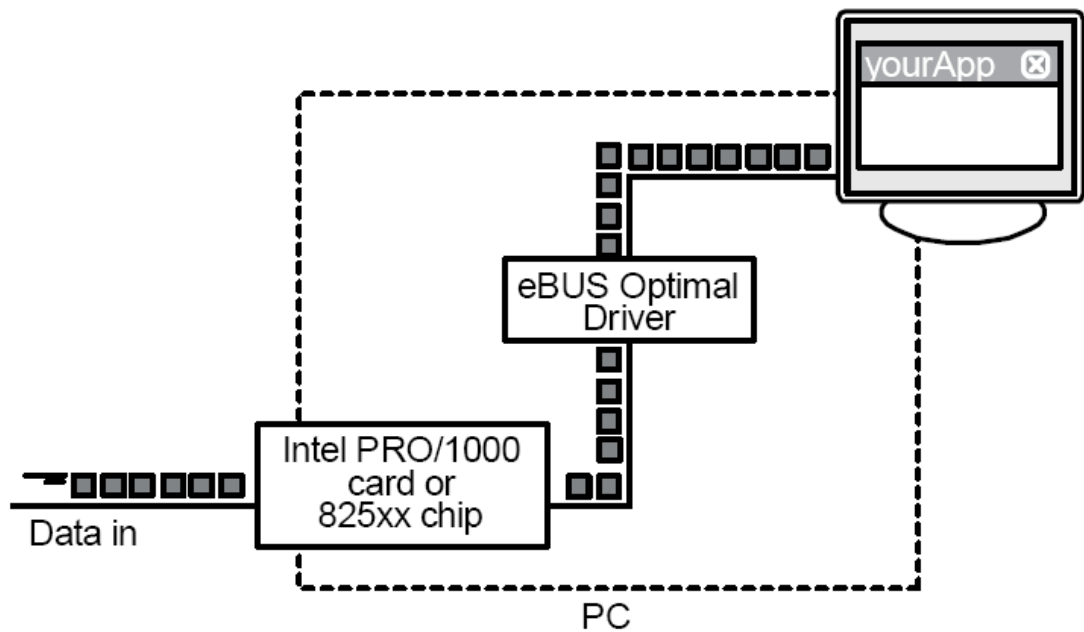 yourApp
eBUS Optimal
Driver
Intel PRO/1000
card or
825xx chip
Data in
PC